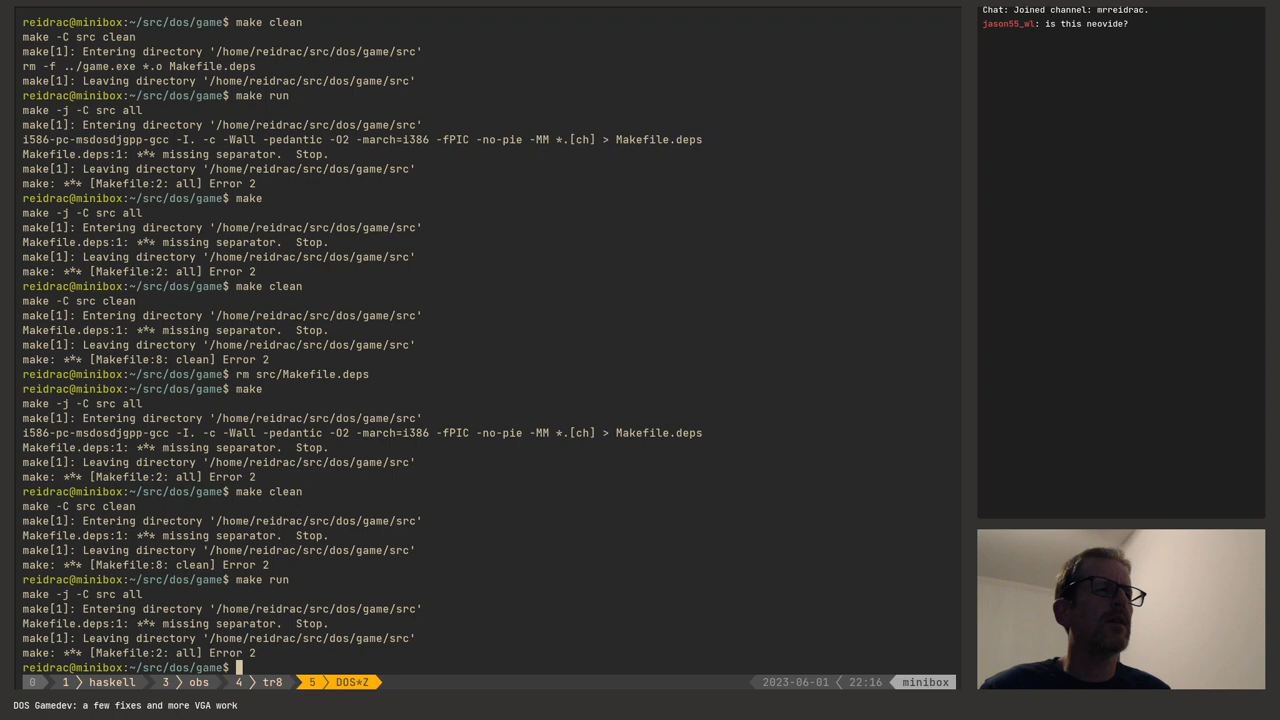 reidrac@minibox:~/src/dos/game$ make clean
make -C src clean
make[1]: Entering directory '/home/reidrac/src/dos/game/src'
rm -f ../game.exe *.o Makefile.deps
make[1]: Leaving directory '/home/reidrac/src/dos/game/src'
reidrac@minibox:~/src/dos/game$ make run
make -j -C src all
make[1]: Entering directory '/home/reidrac/src/dos/game/src'
i586-pc-msdosdjgpp-gcc -I. -c -Wall -pedantic -O2 -march=i386 -fPIC -no-pie -MM *.[ch] > Makefile.deps
Makefile.deps:1: *** missing separator.  Stop.
make[1]: Leaving directory '/home/reidrac/src/dos/game/src'
make: *** [Makefile:2: all] Error 2
reidrac@minibox:~/src/dos/game$ make
make -j -C src all
make[1]: Entering directory '/home/reidrac/src/dos/game/src'
Makefile.deps:1: *** missing separator.  Stop.
make[1]: Leaving directory '/home/reidrac/src/dos/game/src'
make: *** [Makefile:2: all] Error 2
reidrac@minibox:~/src/dos/game$ make clean
make -C src clean
make[1]: Entering directory '/home/reidrac/src/dos/game/src'
Makefile.deps:1: *** missing separator.  Stop.
make[1]: Leaving directory '/home/reidrac/src/dos/game/src'
make: *** [Makefile:8: clean] Error 2
reidrac@minibox:~/src/dos/game$ rm src/Makefile.deps
reidrac@minibox:~/src/dos/game$ make
make -j -C src all
make[1]: Entering directory '/home/reidrac/src/dos/game/src'
i586-pc-msdosdjgpp-gcc -I. -c -Wall -pedantic -O2 -march=i386 -fPIC -no-pie -MM *.[ch] > Makefile.deps
Makefile.deps:1: *** missing separator.  Stop.
make[1]: Leaving directory '/home/reidrac/src/dos/game/src'
make: *** [Makefile:2: all] Error 2
reidrac@minibox:~/src/dos/game$ make clean
make -C src clean
make[1]: Entering directory '/home/reidrac/src/dos/game/src'
Makefile.deps:1: *** missing separator.  Stop.
make[1]: Leaving directory '/home/reidrac/src/dos/game/src'
make: *** [Makefile:8: clean] Error 2
reidrac@minibox:~/src/dos/game$ make run
make -j -C src all
make[1]: Entering directory '/home/reidrac/src/dos/game/src'
Makefile.deps:1: *** missing separator.  Stop.
make[1]: Leaving directory '/home/reidrac/src/dos/game/src'
make: *** [Makefile:2: all] Error 2
reidrac@minibox:~/src/dos/game$
0 1 haskell 3 obs 4 tr8 5 DOS*Z 2023-06-01 22:16 minibox
Chat: Joined channel: mrreidrac.
jason55_wl: is this neovide?
DOS Gamedev: a few fixes and more VGA work